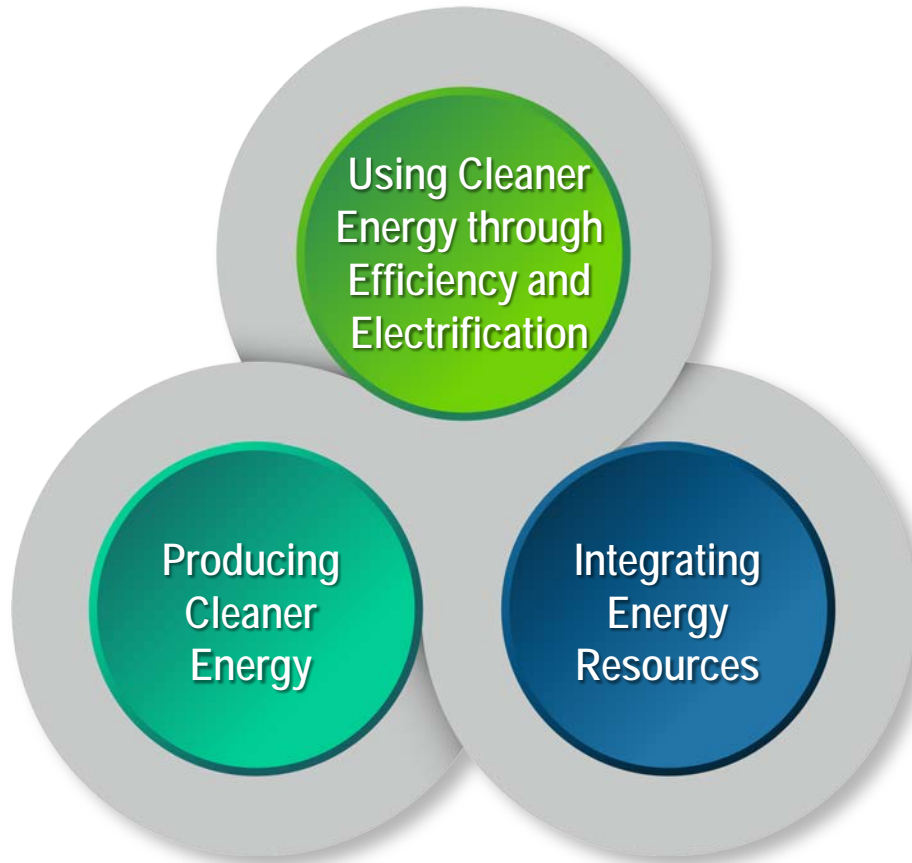 Using Cleaner
Energy through
Efficiency and
Electrification
Producing
Cleaner
Energy
Integrating
Energy
Resources